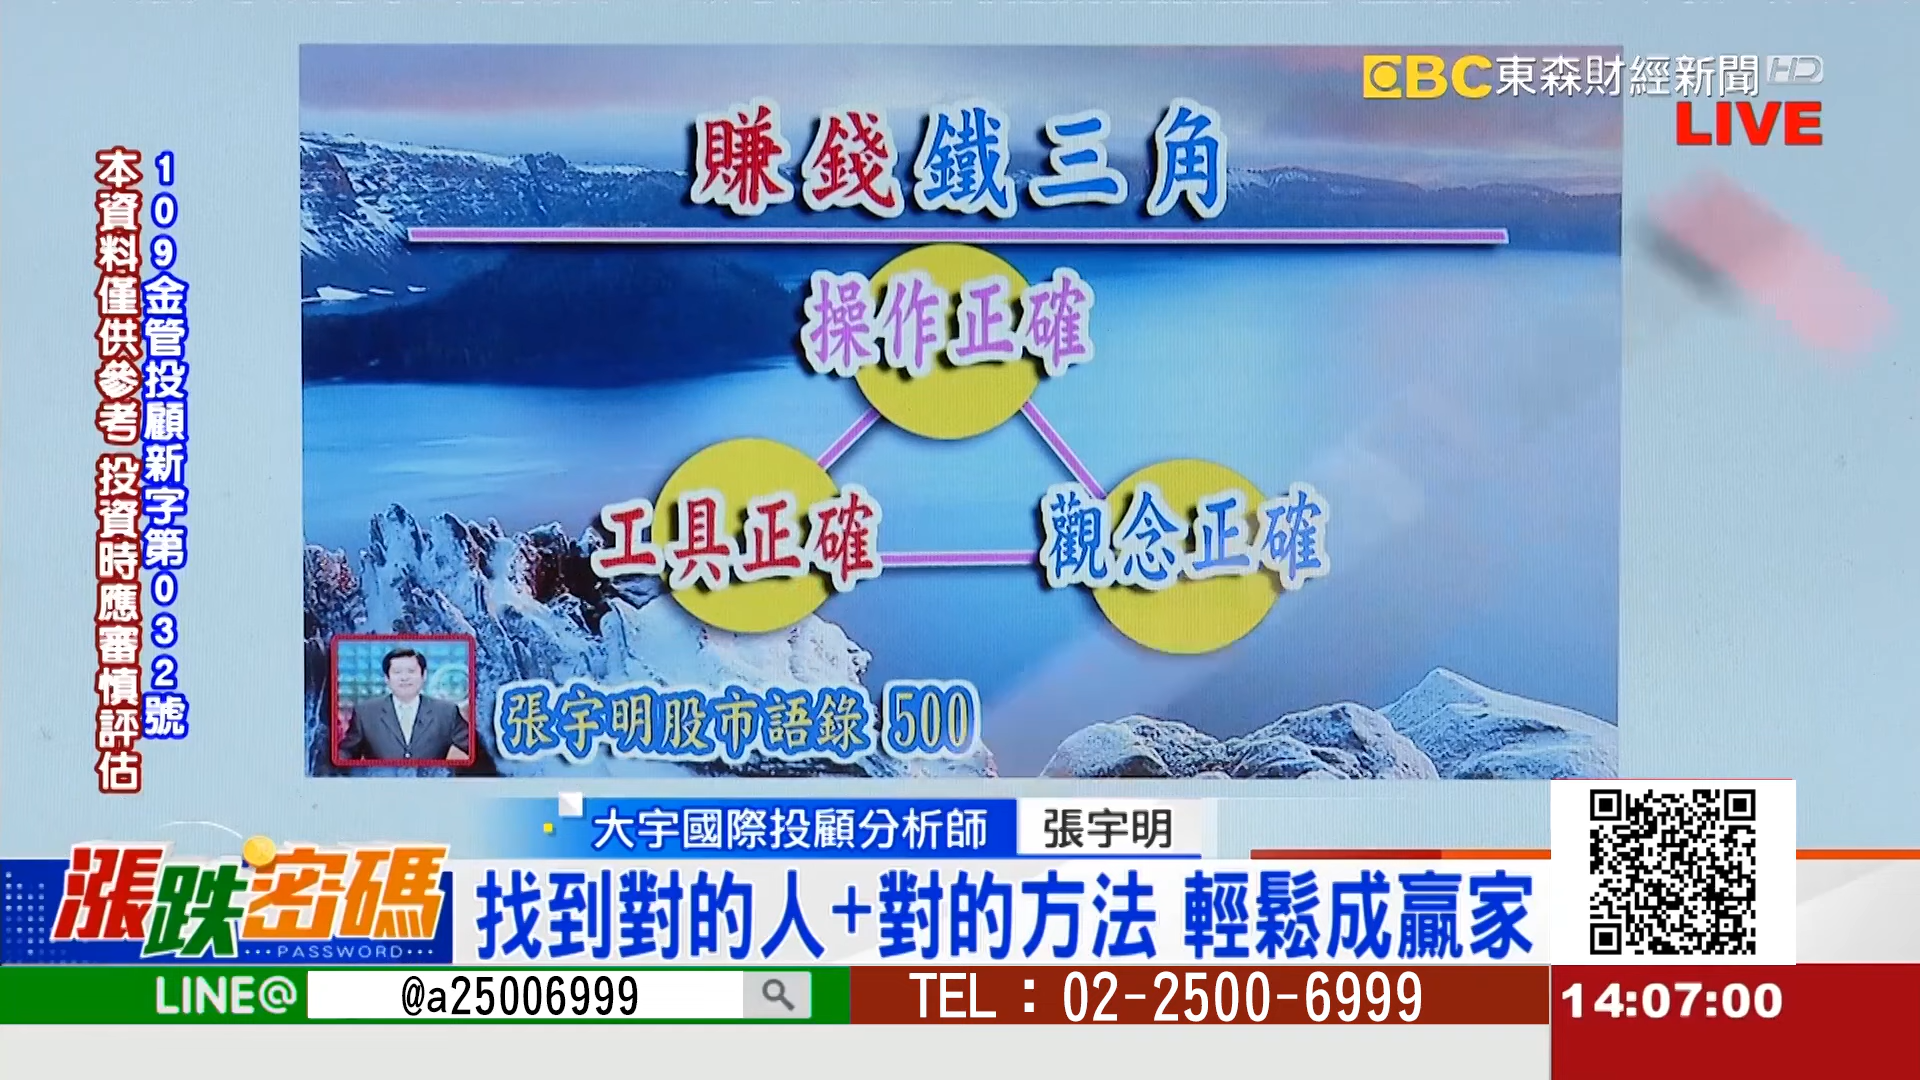 EBC東森財經新聞HD
LIVE
109金管投顧新字第032號
本資料僅供參考 投資時應審慎評估
賺錢鐵三角
操作正確
工具正確
觀念正確
張宇明股市語錄 500
大宇國際投顧分析師 張宇明
漲跌密碼
PASSWORD
找到對的人+對的方法 輕鬆成贏家
LINE@ @a25006999
TEL：02-2500-6999
14:07:00